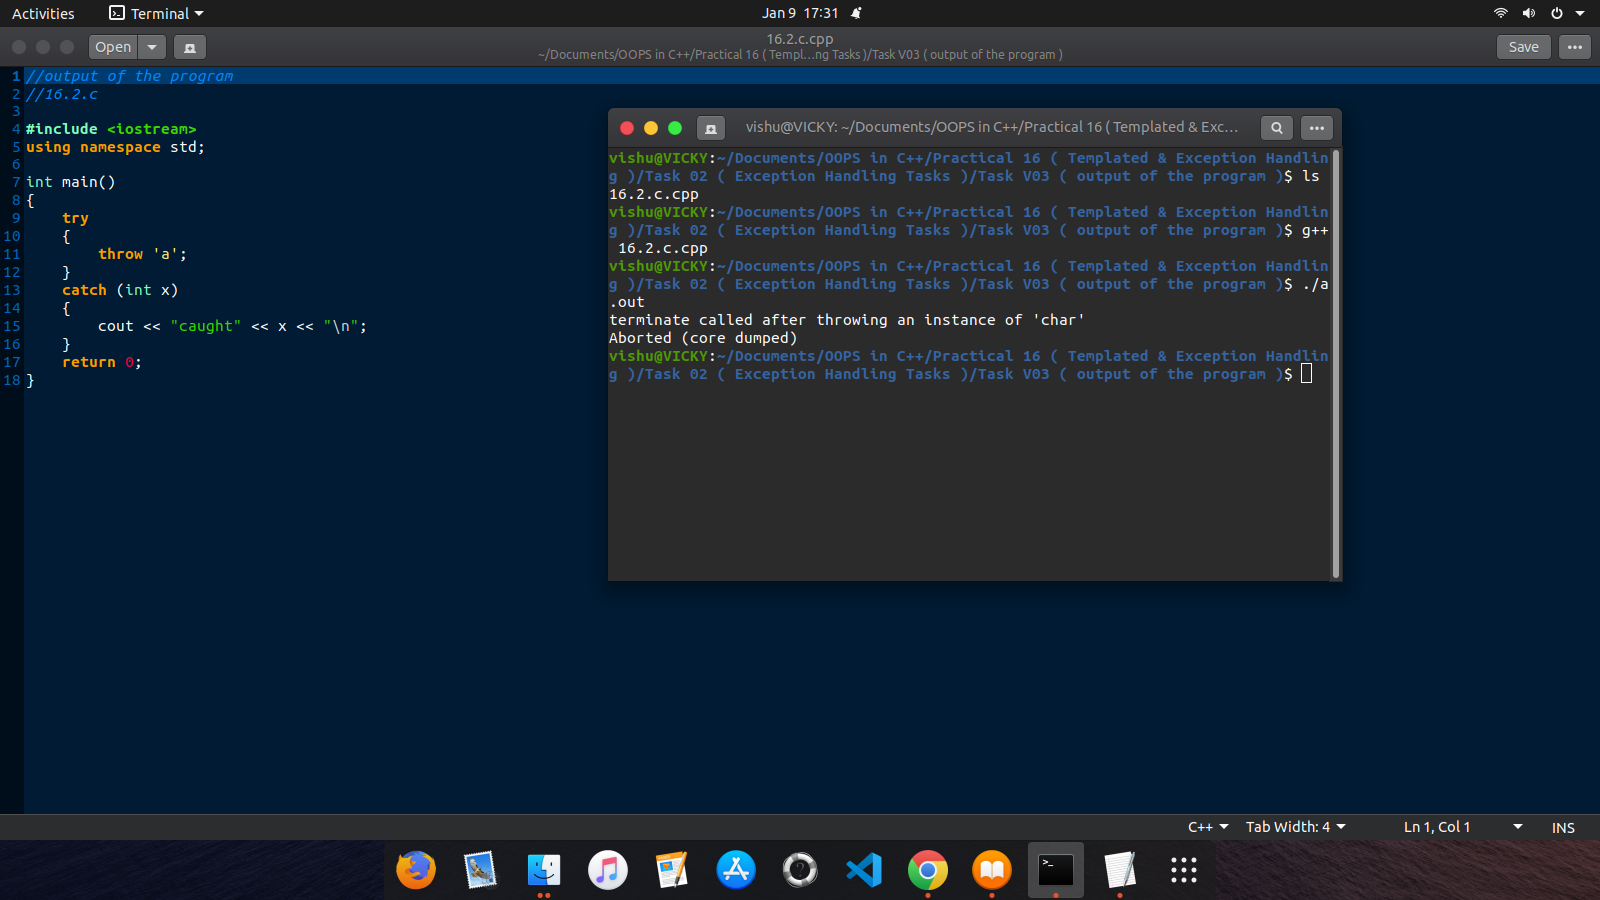 Activities
Terminal
Jan 9 17:31
Open
16.2.c.cpp
~/Documents/OOPS in C++/Practical 16 ( Templ...ng Tasks )/Task V03 ( output of the program )
Save
1 //output of the program
2 //16.2.c
3
4 #include <iostream>
5 using namespace std;
6
7 int main()
8 {
9 try
10 {
11 throw 'a';
12 }
13 catch (int x)
14 {
15 cout << "caught" << x << "\n";
16 }
17 return 0;
18 }
vishu@VICKY: ~/Documents/OOPS in C++/Practical 16 ( Templated & Exc...
vishu@VICKY:~/Documents/OOPS in C++/Practical 16 ( Templated & Exception Handlin
g )/Task 02 ( Exception Handling Tasks )/Task V03 ( output of the program )$ ls
16.2.c.cpp
vishu@VICKY:~/Documents/OOPS in C++/Practical 16 ( Templated & Exception Handlin
g )/Task 02 ( Exception Handling Tasks )/Task V03 ( output of the program )$ g++
16.2.c.cpp
vishu@VICKY:~/Documents/OOPS in C++/Practical 16 ( Templated & Exception Handlin
g )/Task 02 ( Exception Handling Tasks )/Task V03 ( output of the program )$ ./a
.out
terminate called after throwing an instance of 'char'
Aborted (core dumped)
vishu@VICKY:~/Documents/OOPS in C++/Practical 16 ( Templated & Exception Handlin
g )/Task 02 ( Exception Handling Tasks )/Task V03 ( output of the program )$
C++
Tab Width: 4
Ln 1, Col 1
INS